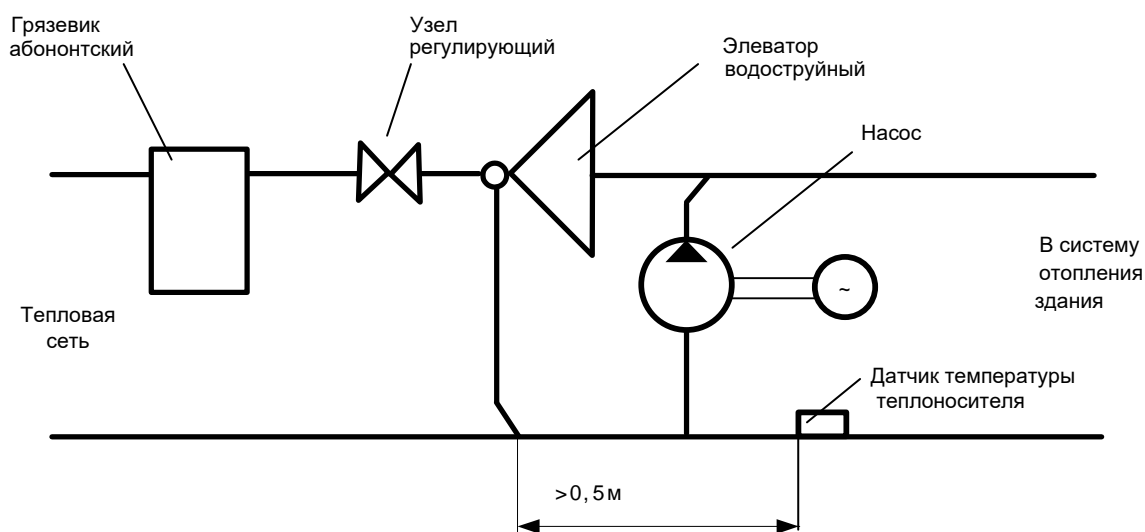 Грязевик
абононтский
Узел
регулирующий
Элеватор
водоструйный
Насос
В систему
отопления
здания
~
Тепловая
сеть
Датчик температуры
теплоносителя
>0,5м